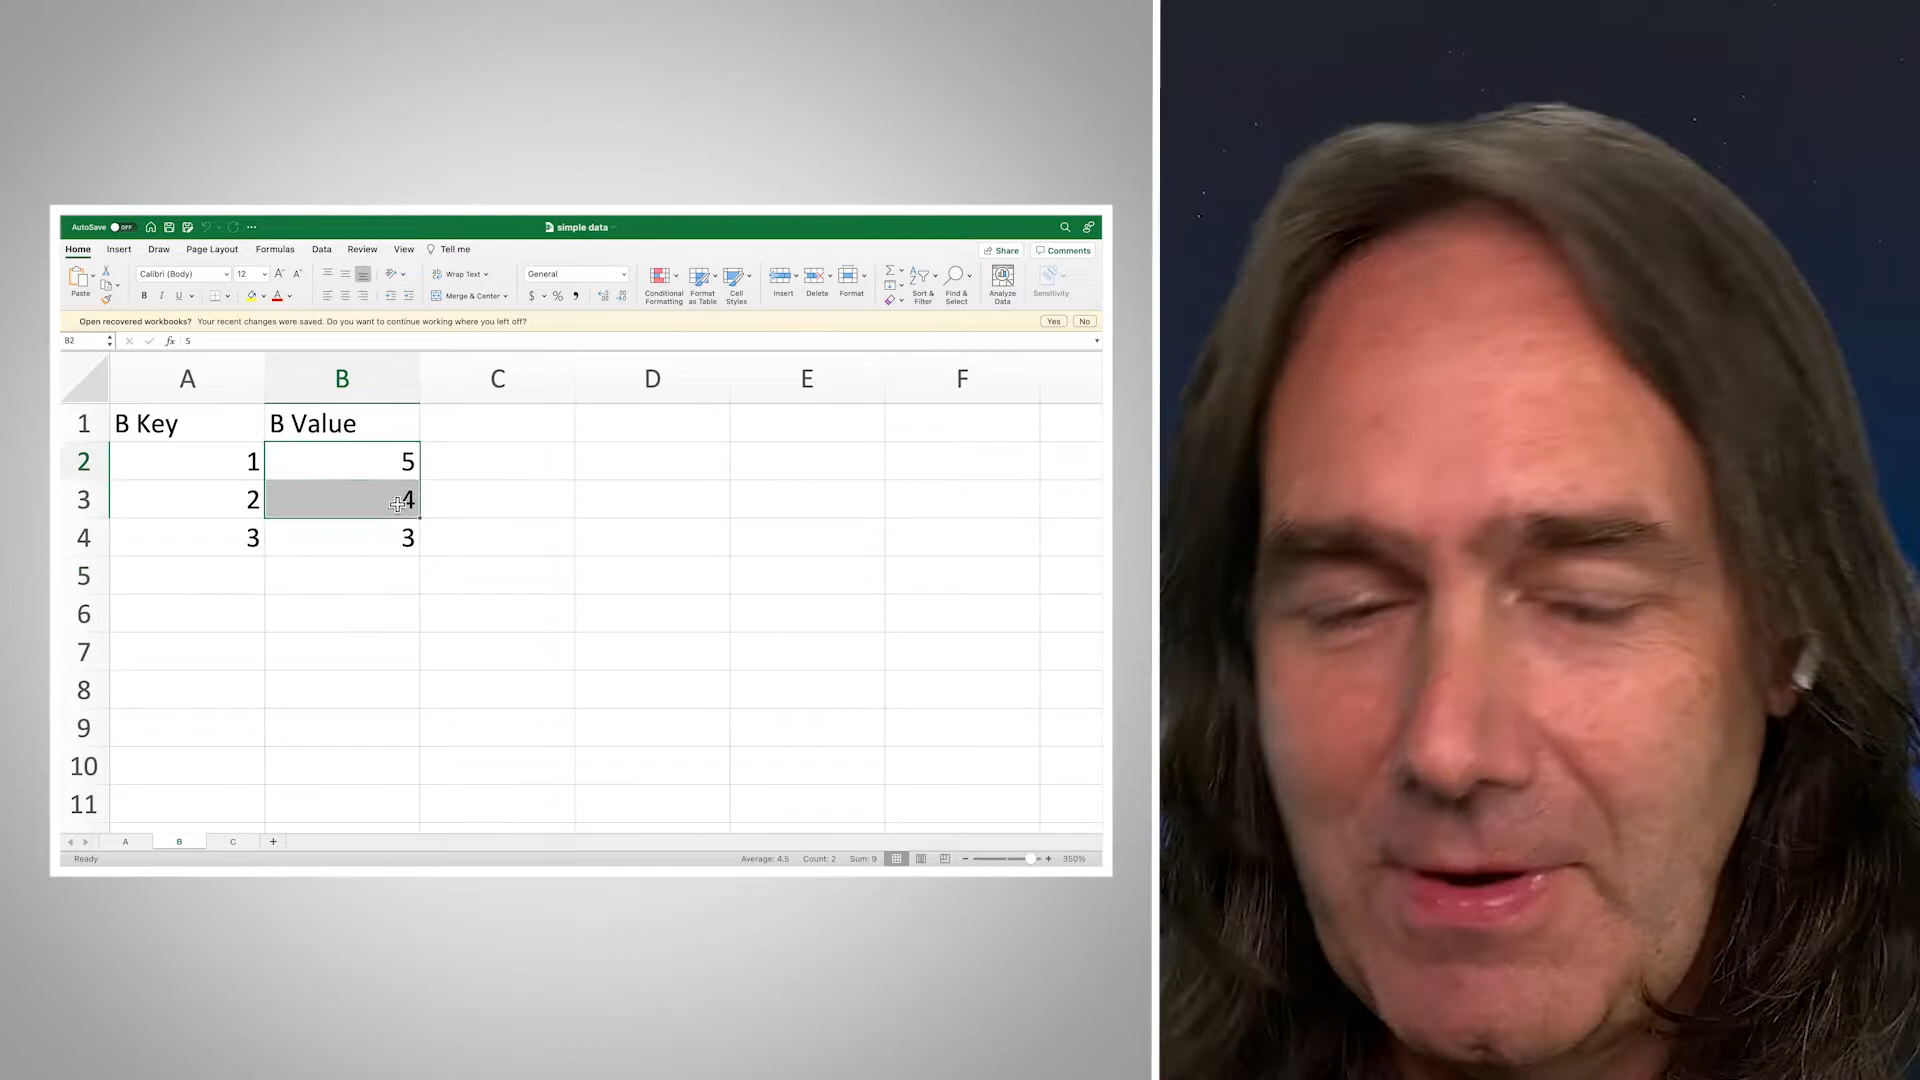 AutoSave OFF simple data
Home Insert Draw Page Layout Formulas Data Review View Tell me Share Comments
Paste Calibri (Body) 12 A A Wrap Text General Conditional Formatting Format as Table Cell Styles Insert Delete Format Sort & Filter Find & Select Analyze Data Sensitivity
B I U A Merge & Center $ % ,
Open recovered workbooks? Your recent changes were saved. Do you want to continue working where you left off? Yes No
B2 fx 5
A B C D E F
1 B Key B Value
2 1 5
3 2 4
4 3 3
5
6
7
8
9
10
11
A B C +
Ready Average: 4.5 Count: 2 Sum: 9 - + 350%